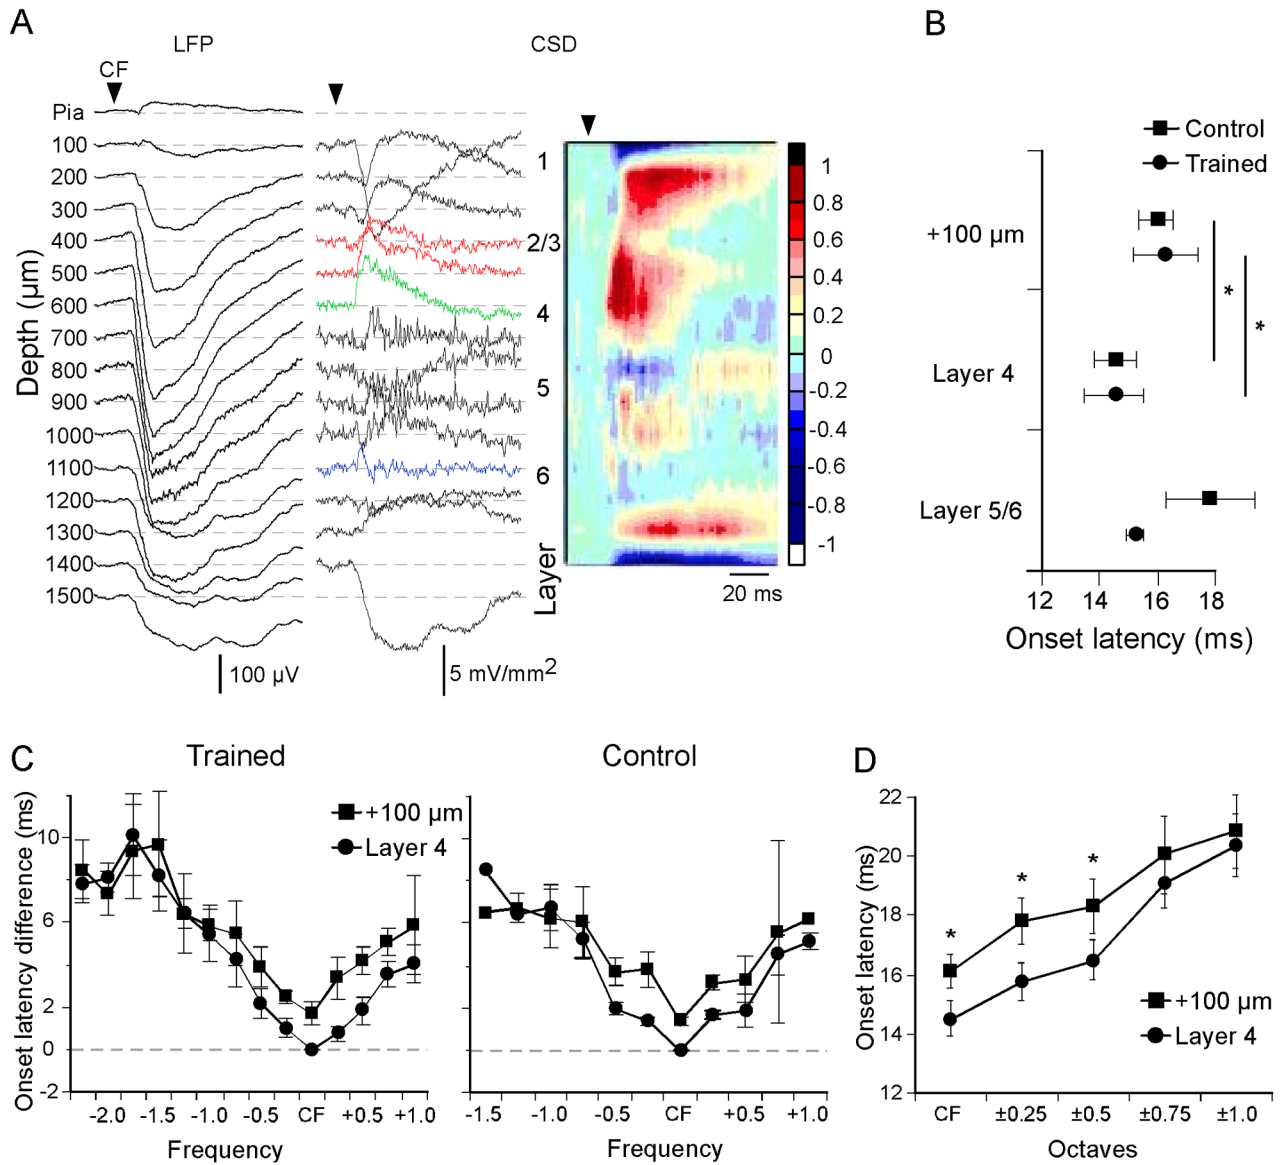 A
LFP
CSD
CF
Pia
100
200
300
400
500
600
700
800
900
1000
1100
1200
1300
1400
1500
Depth (µm)
1
2/3
4
5
6
Layer
100 µV
5 mV/mm2
1
0.8
0.6
0.4
0.2
0
-0.2
-0.4
-0.6
-0.8
-1
20 ms
B
Control
Trained
+100 µm
Layer 4
Layer 5/6
*
*
12 14 16 18
Onset latency (ms)
C
Trained
Onset latency difference (ms)
10
6
2
0
-2
+100 µm
Layer 4
-2.0 -1.5 -1.0 -0.5 CF +0.5 +1.0
Frequency
Control
-1.5 -1.0 -0.5 CF +0.5 +1.0
Frequency
D
Onset latency (ms)
22
20
18
16
14
12
* * *
+100 µm
Layer 4
CF ±0.25 ±0.5 ±0.75 ±1.0
Octaves